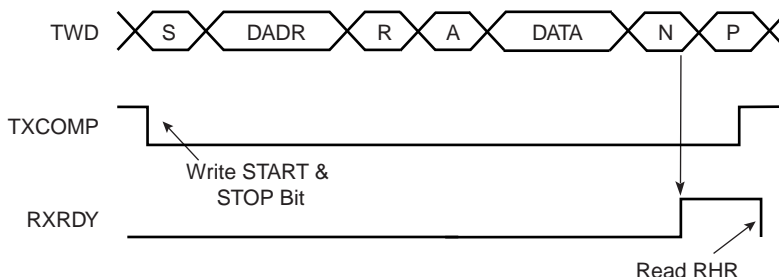 TWD S DADR R A DATA N P
TXCOMP
Write START &
STOP Bit
RXRDY
Read RHR